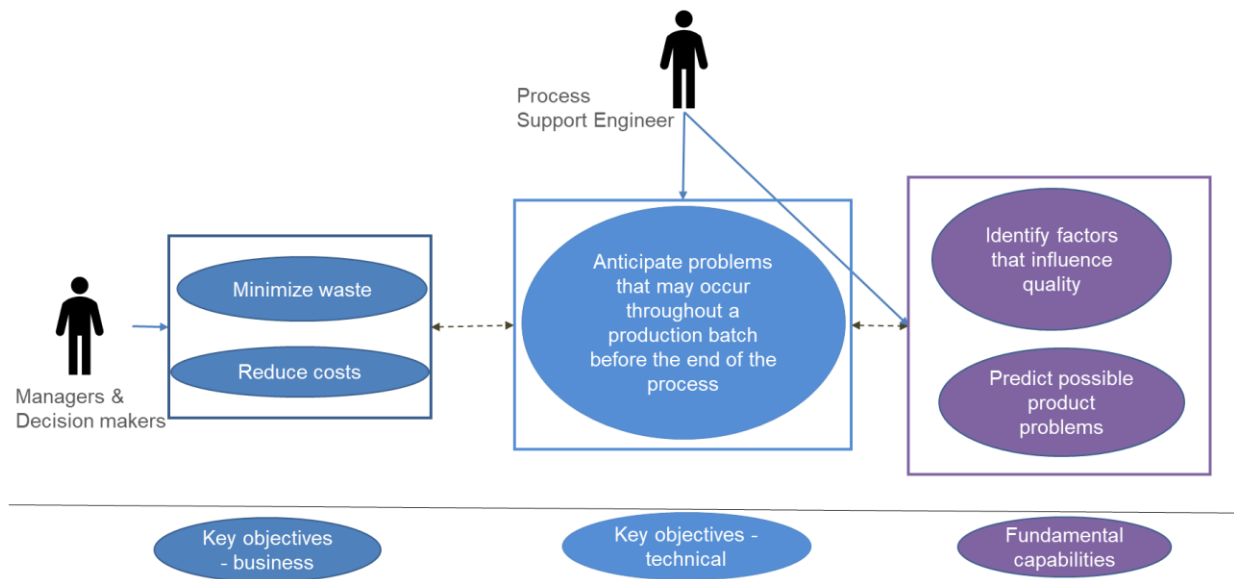 Process
Support Engineer
Managers &
Decision makers
Minimize waste
Reduce costs
Anticipate problems
that may occur
throughout a
production batch
before the end of the
process
Identify factors
that influence
quality
Predict possible
product
problems
Key objectives
- business
Key objectives -
technical
Fundamental
capabilities